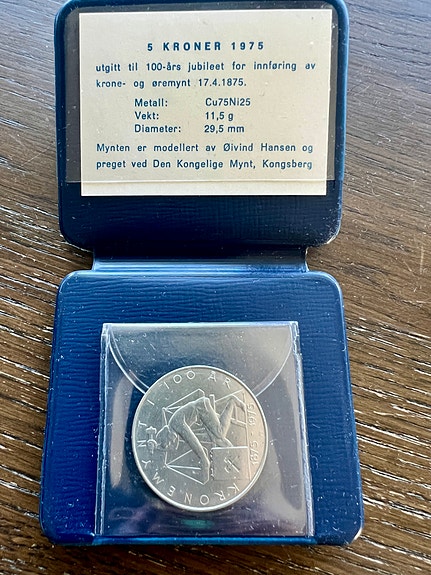 5 KRONER 1975
utgitt til 100-års jubileet for innføring av
krone- og øremynt 17.4.1875.
Metall: Cu75Ni25
Vekt: 11,5 g
Diameter: 29,5 mm
Mynten er modellert av Øivind Hansen og
preget ved Den Kongelige Mynt, Kongsberg
100 ÅR
KRONEMYNT
1875 1975